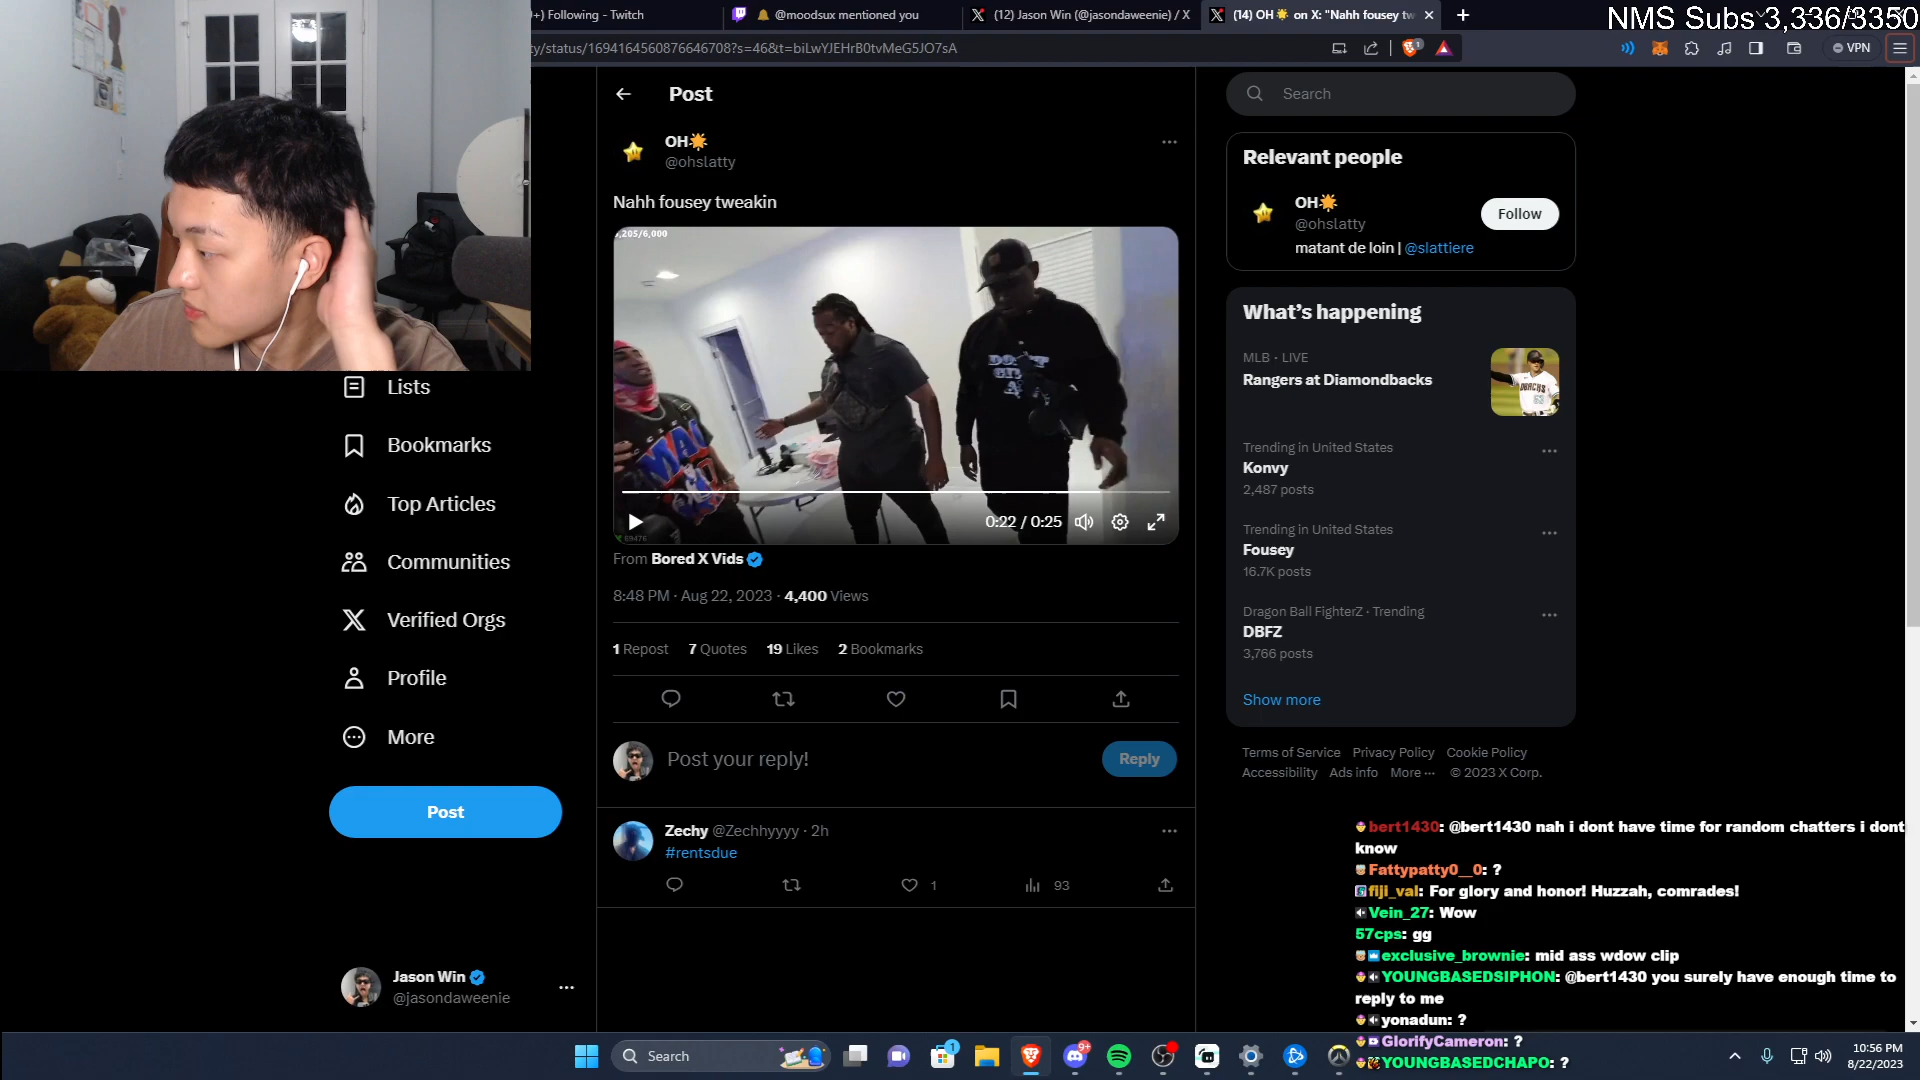 +) Following - Twitch
🔔 @moodsux mentioned you
(12) Jason Win (@jasondaweenie) / X
(14) OH🌟 on X: "Nahh fousey tw
NMS Subs 3,336/3350
ty/status/1694164560876646708?s=46&t=biLwYJEHrB0tvMeG5JO7sA
VPN
Post
OH🌟
@ohslatty
Nahh fousey tweakin
,205/6,000
0:22 / 0:25
69476
From Bored X Vids
8:48 PM · Aug 22, 2023 · 4,400 Views
1 Repost 7 Quotes 19 Likes 2 Bookmarks
Post your reply!
Reply
Zechy @Zechhyyyy · 2h
#rentsdue
1
93
Lists
Bookmarks
Top Articles
Communities
Verified Orgs
Profile
More
Post
Jason Win
@jasondaweenie
Search
Relevant people
OH🌟
@ohslatty
Follow
matant de loin | @slattiere
What's happening
MLB · LIVE
Rangers at Diamondbacks
Trending in United States
Konvy
2,487 posts
Trending in United States
Fousey
16.7K posts
Dragon Ball FighterZ · Trending
DBFZ
3,766 posts
Show more
Terms of Service Privacy Policy Cookie Policy
Accessibility Ads info More ··· © 2023 X Corp.
bert1430: @bert1430 nah i dont have time for random chatters i dont
know
Fattypatty0__0: ?
fiji_val: For glory and honor! Huzzah, comrades!
Vein_27: Wow
57cps: gg
exclusive_brownie: mid ass wdow clip
YOUNGBASEDSIPHON: @bert1430 you surely have enough time to
reply to me
yonadun: ?
GlorifyCameron: ?
YOUNGBASEDCHAPO: ?
Search
1
9+
10:56 PM
8/22/2023